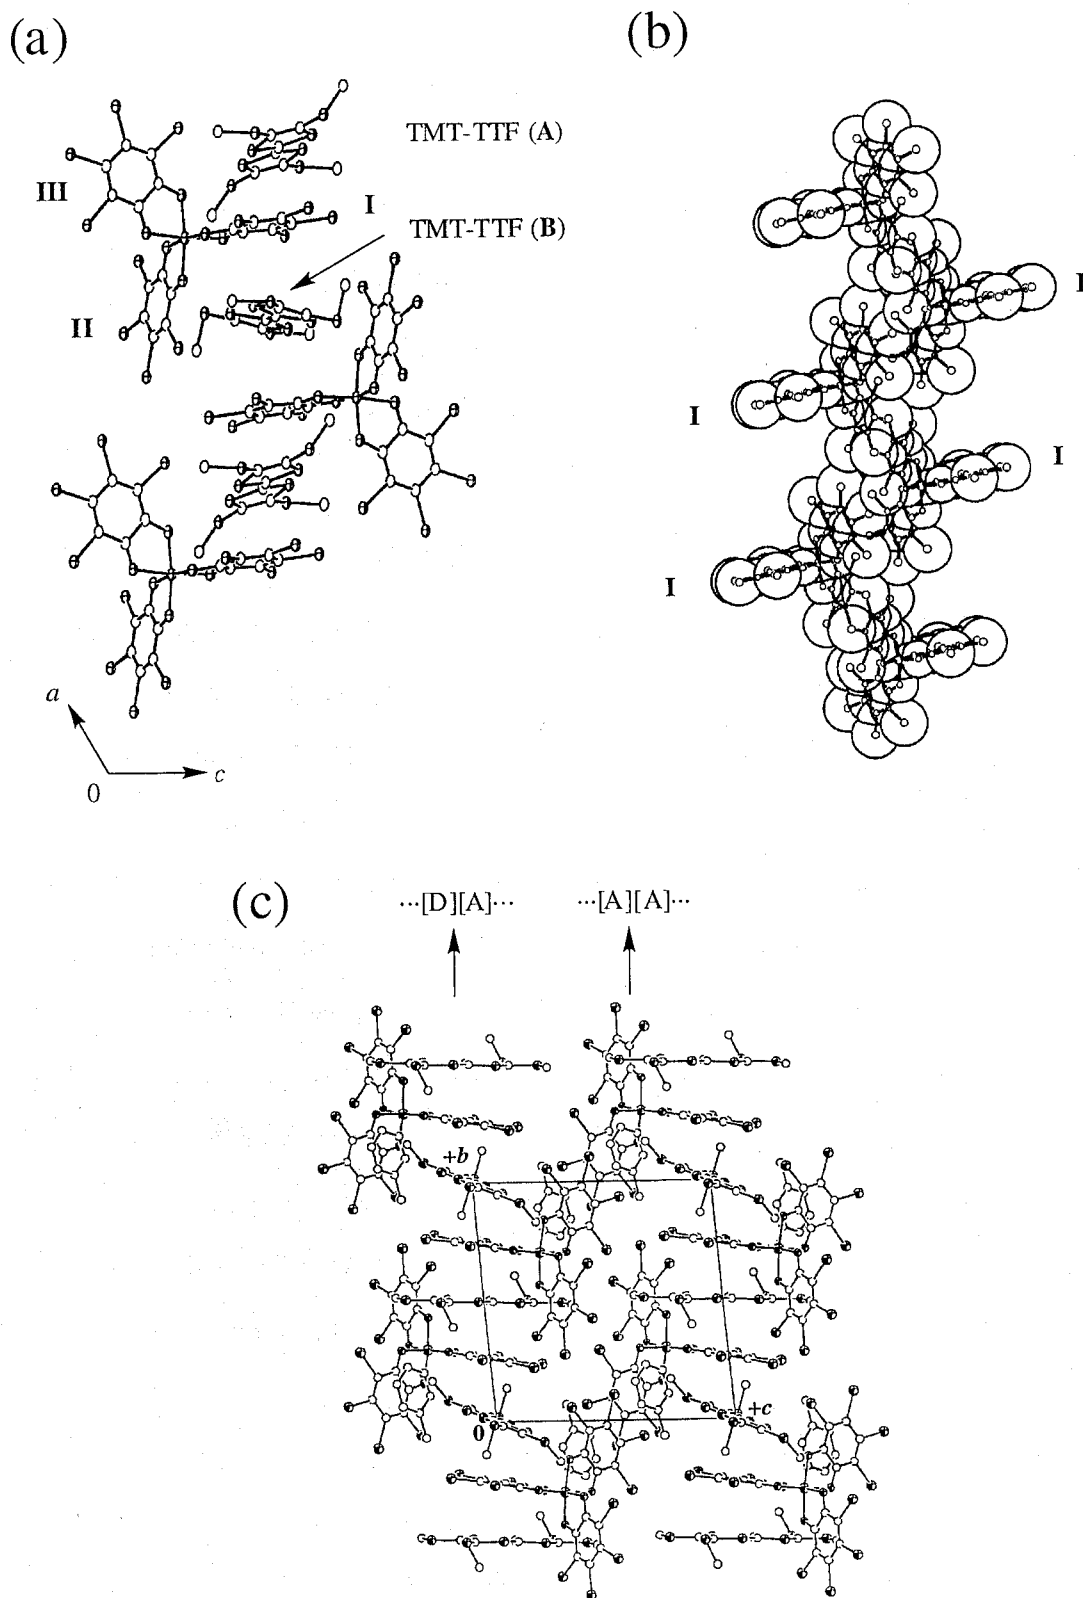 (a)
TMT-TTF (A)
III
I
TMT-TTF (B)
II
a
0
c
(b)
I
I
I
I
(c)
···[D][A]···
···[A][A]···
+b
0
+c